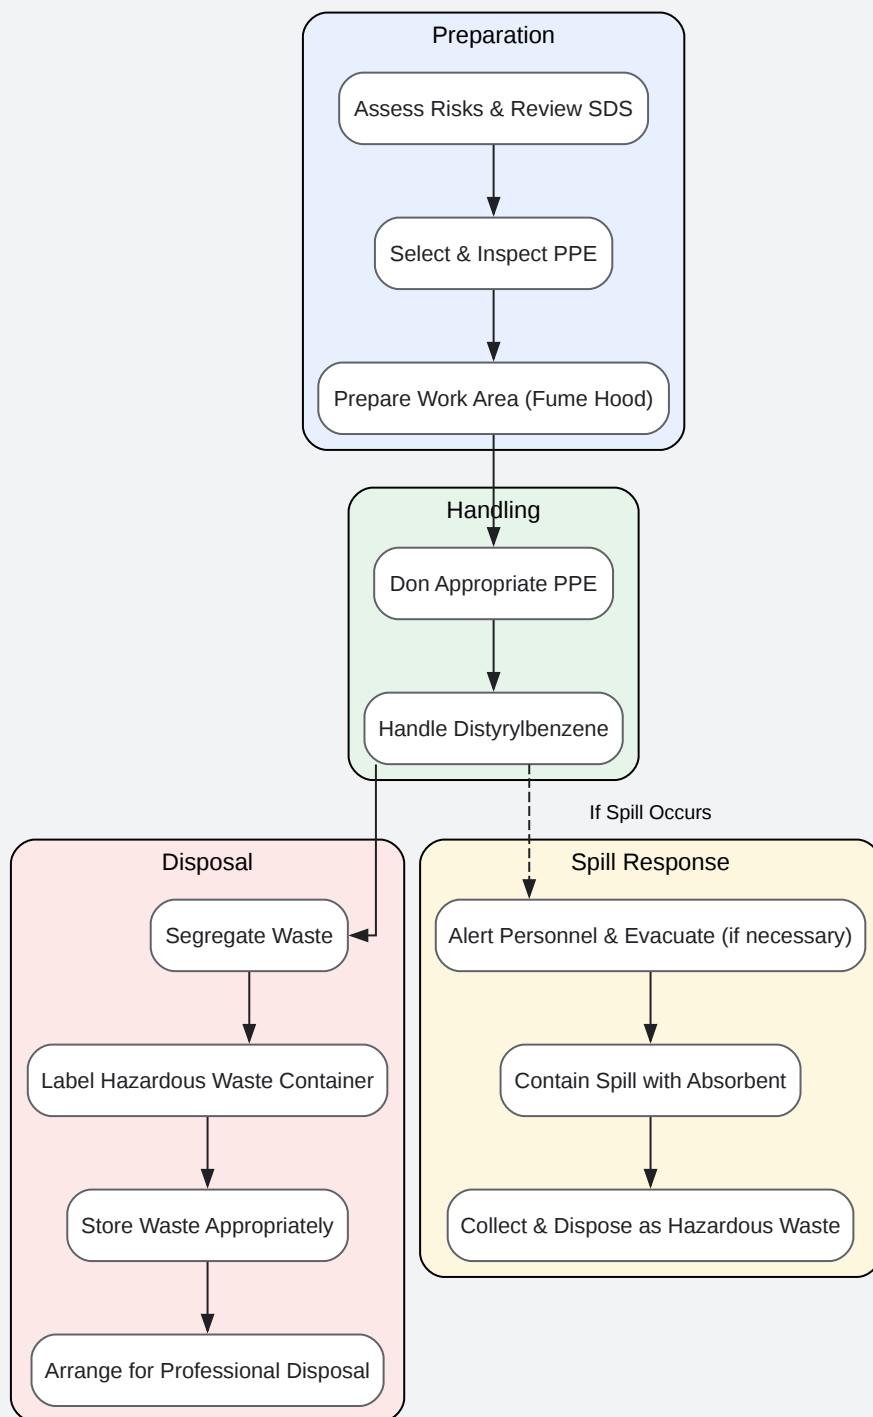 Preparation
Assess Risks & Review SDS
Select & Inspect PPE
Prepare Work Area (Fume Hood)
Handling
Don Appropriate PPE
Handle Distyrylbenzene
If Spill Occurs
Disposal
Segregate Waste
Label Hazardous Waste Container
Store Waste Appropriately
Arrange for Professional Disposal
Spill Response
Alert Personnel & Evacuate (if necessary)
Contain Spill with Absorbent
Collect & Dispose as Hazardous Waste